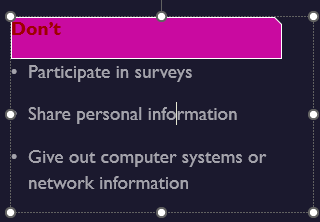 Don't
• Participate in surveys
• Share personal information
• Give out computer systems or
network information